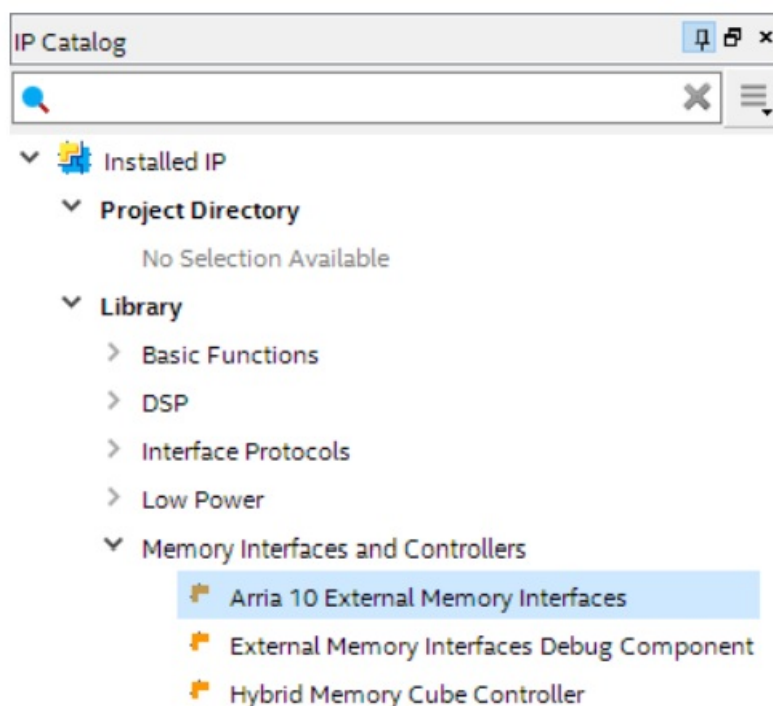 IP Catalog
Installed IP
Project Directory
No Selection Available
Library
Basic Functions
DSP
Interface Protocols
Low Power
Memory Interfaces and Controllers
Arria 10 External Memory Interfaces
External Memory Interfaces Debug Component
Hybrid Memory Cube Controller